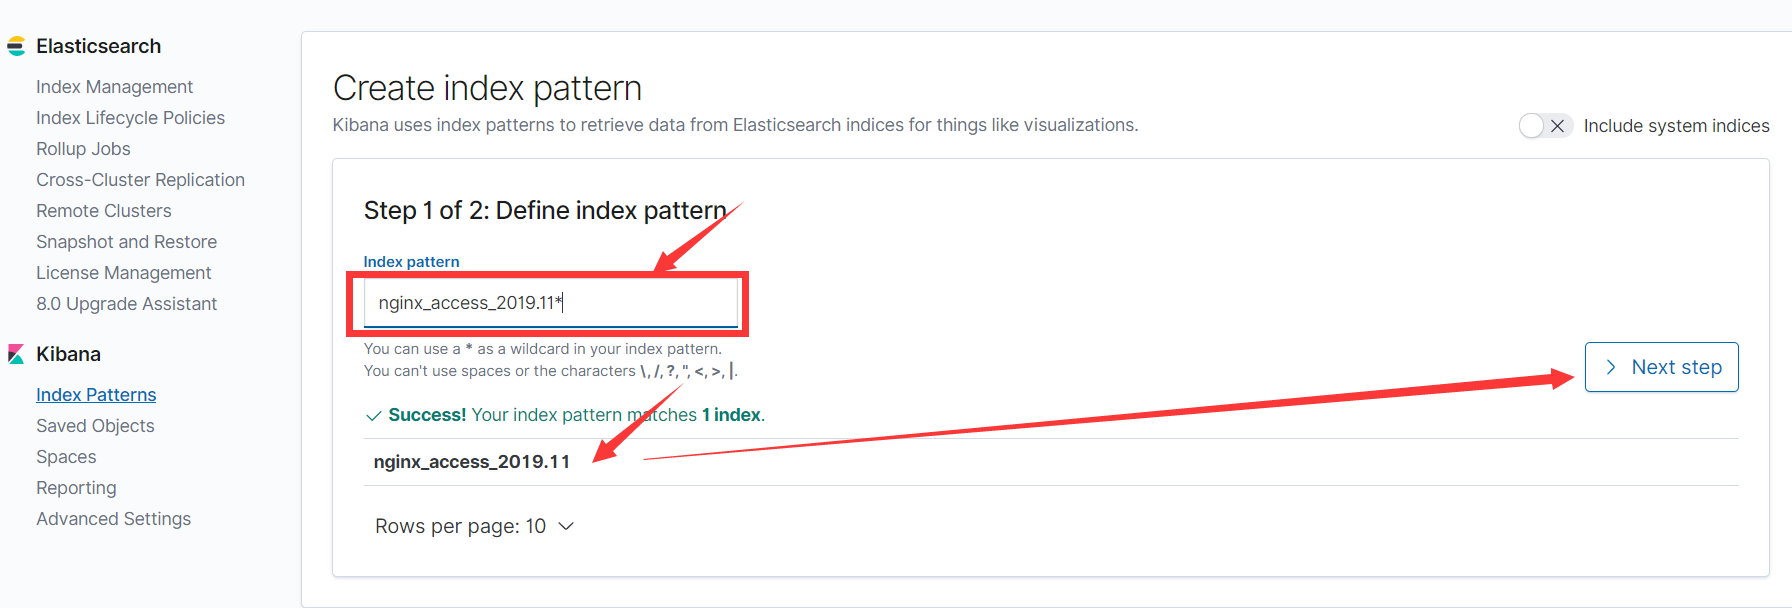 Elasticsearch
Index Management
Index Lifecycle Policies
Rollup Jobs
Cross-Cluster Replication
Remote Clusters
Snapshot and Restore
License Management
8.0 Upgrade Assistant
Kibana
Index Patterns
Saved Objects
Spaces
Reporting
Advanced Settings
Create index pattern
Kibana uses index patterns to retrieve data from Elasticsearch indices for things like visualizations.
Include system indices
Step 1 of 2: Define index pattern
Index pattern
nginx_access_2019.11*
You can use a * as a wildcard in your index pattern.
You can't use spaces or the characters \, /, ?, ", <, >, |.
Next step
Success! Your index pattern matches 1 index.
nginx_access_2019.11
Rows per page: 10